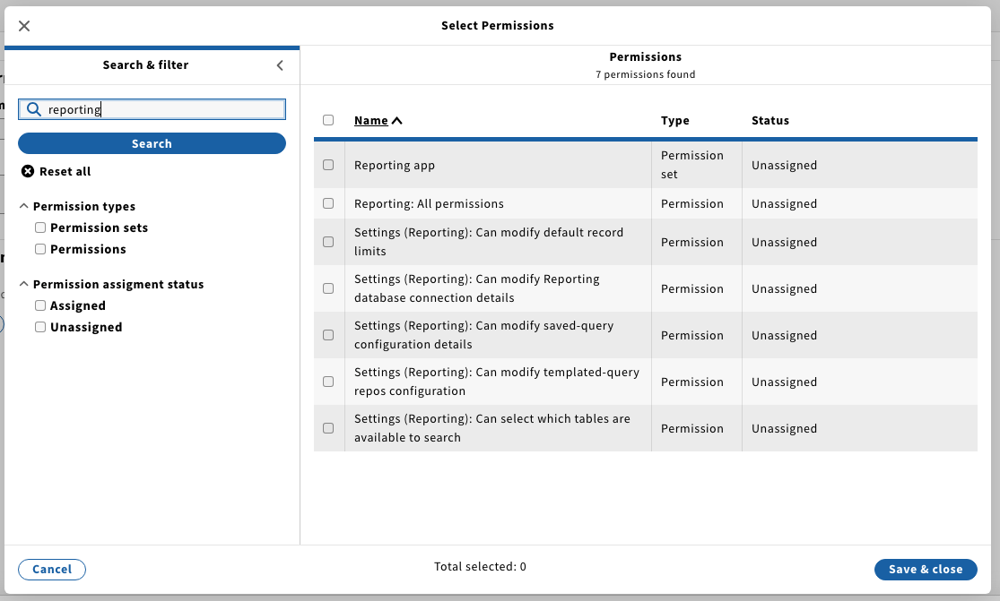 Select Permissions
Search & filter
reporting
Search
Reset all
Permission types
Permission sets
Permissions
Permission assigment status
Assigned
Unassigned
Permissions
7 permissions found
Name Type Status
Reporting app Permission set Unassigned
Reporting: All permissions Permission Unassigned
Settings (Reporting): Can modify default record
limits Permission Unassigned
Settings (Reporting): Can modify Reporting
database connection details Permission Unassigned
Settings (Reporting): Can modify saved-query
configuration details Permission Unassigned
Settings (Reporting): Can modify templated-query
repos configuration Permission Unassigned
Settings (Reporting): Can select which tables are
available to search Permission Unassigned
Cancel
Total selected: 0
Save & close